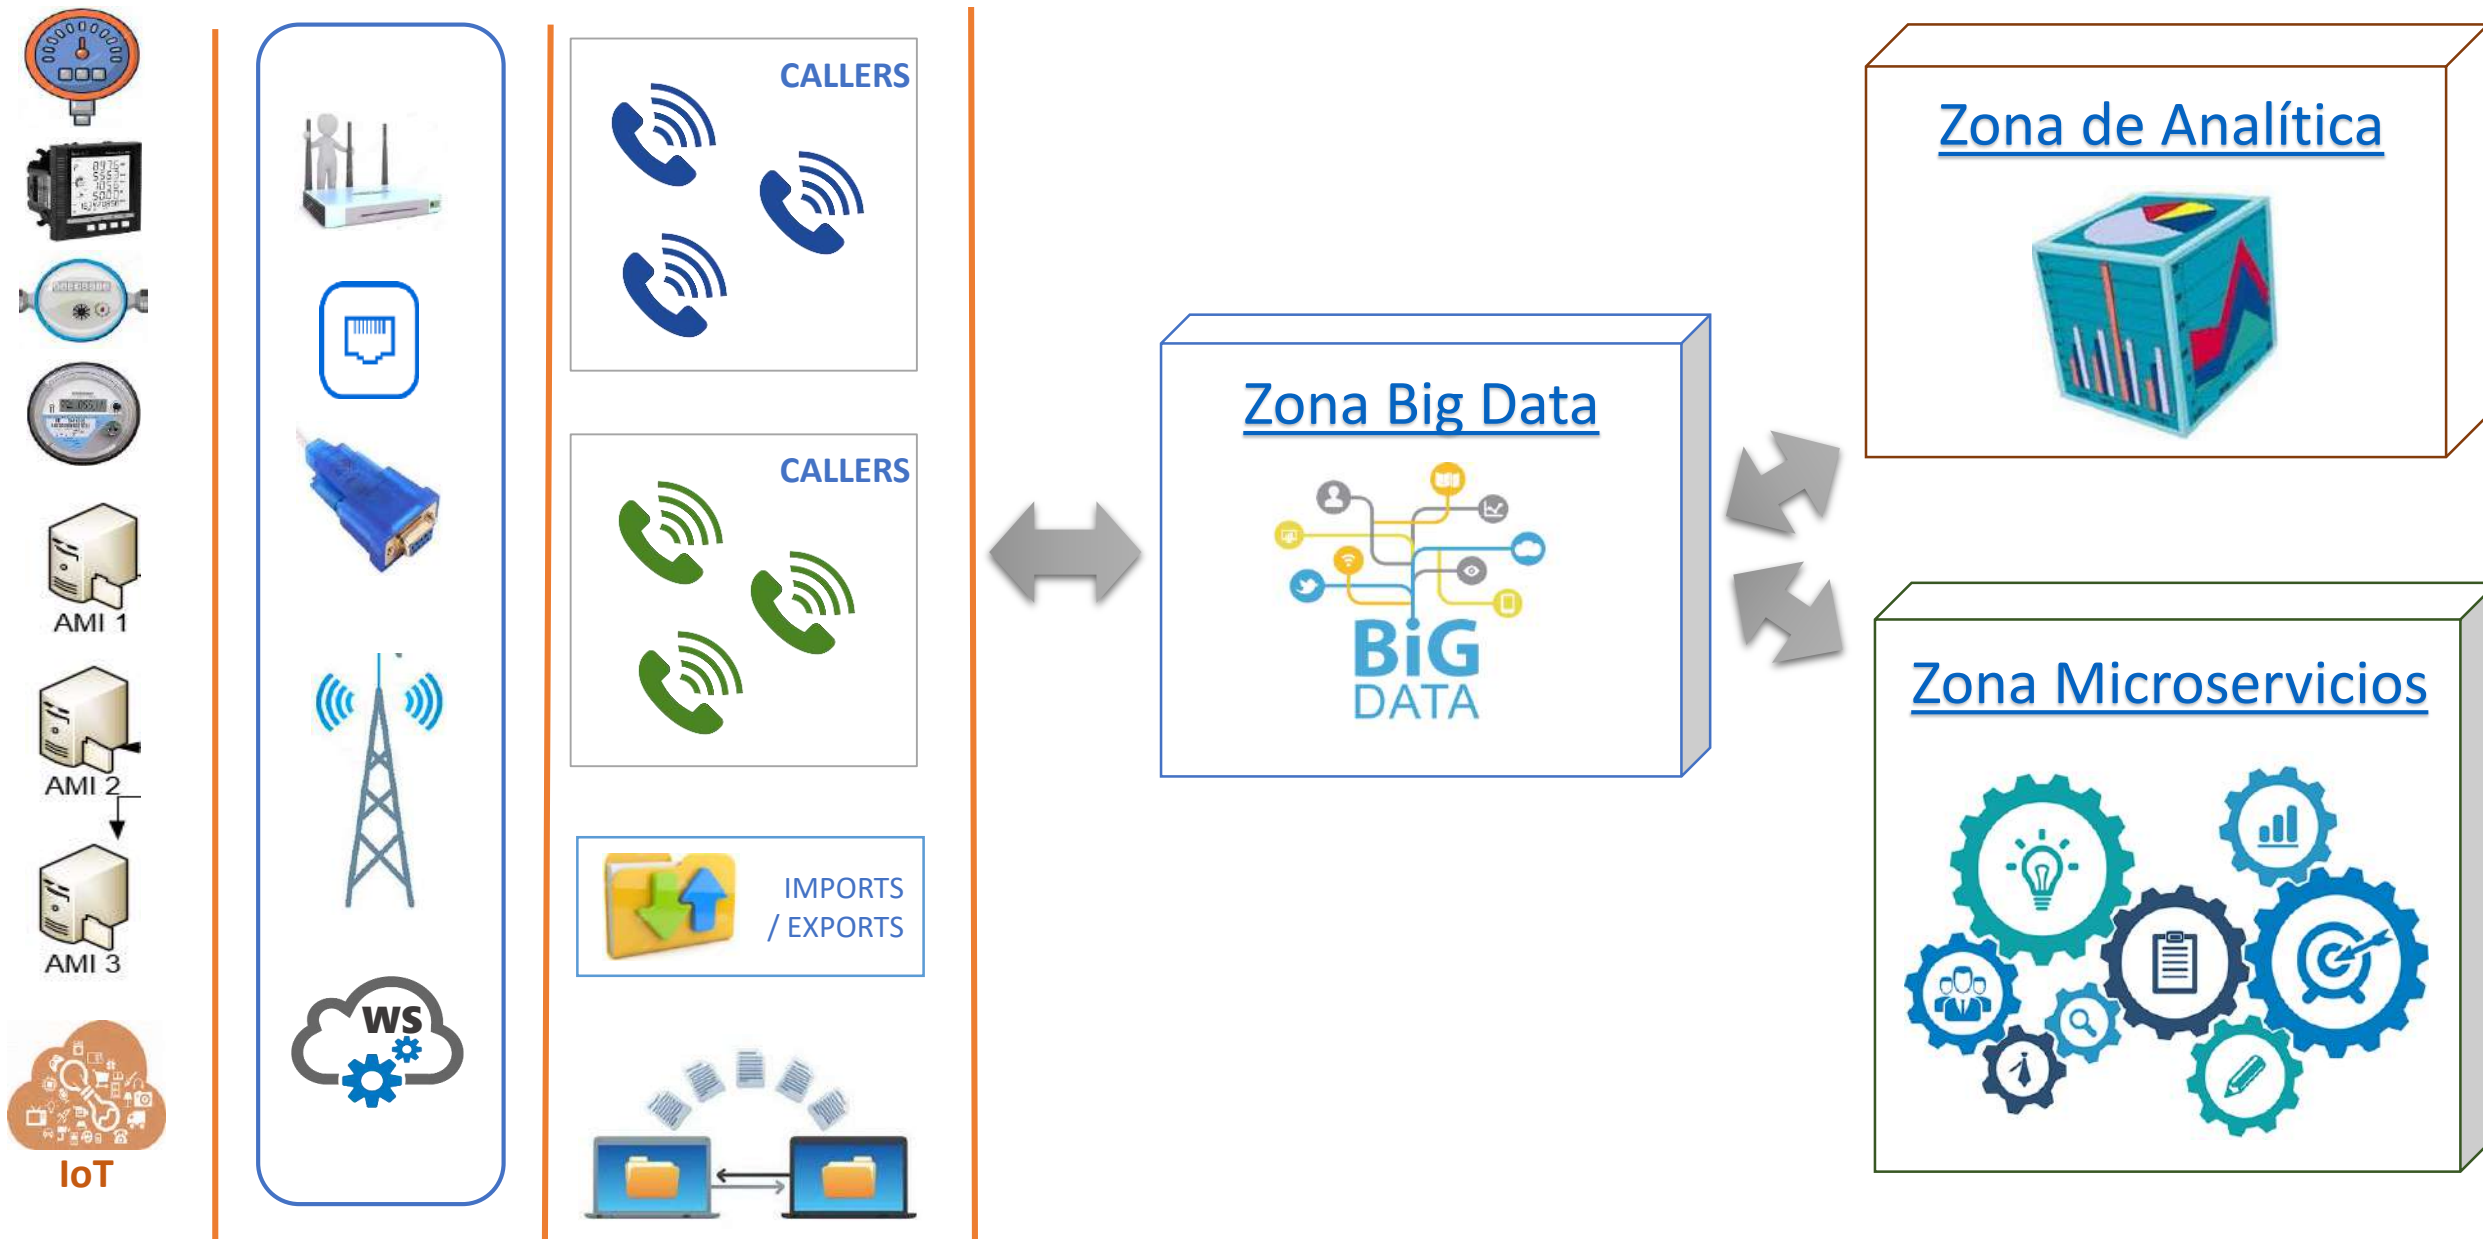 AMI 1
AMI 2
AMI 3
IoT
WS
CALLERS
CALLERS
IMPORTS
/ EXPORTS
Zona Big Data
BiG
DATA
Zona de Analítica
Zona Microservicios